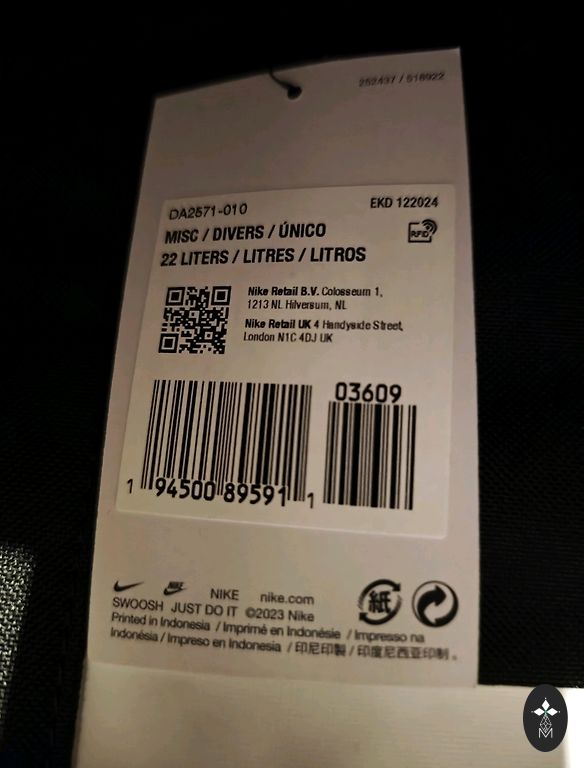 252437 / 518922
DA2571-010
EKD 122024
MISC / DIVERS / ÚNICO
22 LITERS / LITRES / LITROS
RFID
Nike Retail B.V. Colosseum 1,
1213 NL Hilversum, NL
Nike Retail UK 4 Handyside Street,
London N1C 4DJ UK
03609
1 94500 89591 1
NIKE
NIKE nike.com
SWOOSH JUST DO IT ©2023 Nike
紙
Printed in Indonesia / Imprimé en Indonésie / Impresso na
Indonésia / Impreso en Indonesia / 印尼印製 / 印度尼西亚印制。
M